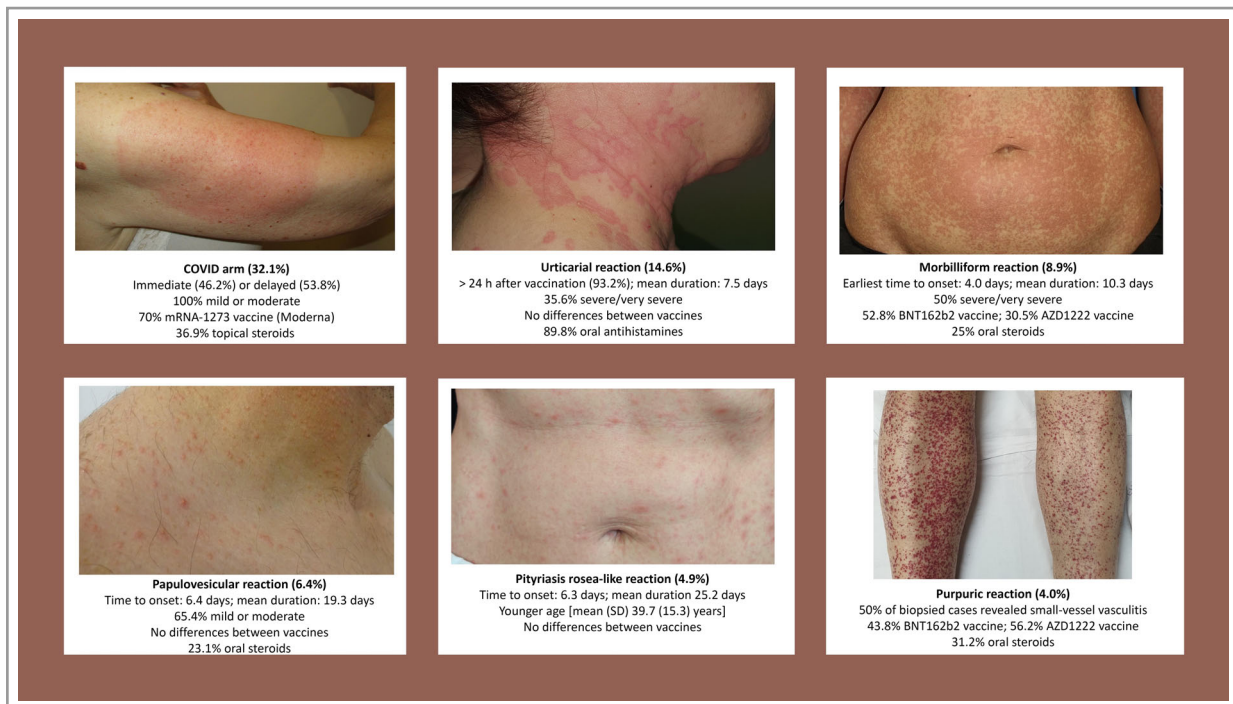 COVID arm (32.1%)
Immediate (46.2%) or delayed (53.8%)
100% mild or moderate
70% mRNA-1273 vaccine (Moderna)
36.9% topical steroids
Urticarial reaction (14.6%)
> 24 h after vaccination (93.2%); mean duration: 7.5 days
35.6% severe/very severe
No differences between vaccines
89.8% oral antihistamines
Morbilliform reaction (8.9%)
Earliest time to onset: 4.0 days; mean duration: 10.3 days
50% severe/very severe
52.8% BNT162b2 vaccine; 30.5% AZD1222 vaccine
25% oral steroids
Papulovesicular reaction (6.4%)
Time to onset: 6.4 days; mean duration: 19.3 days
65.4% mild or moderate
No differences between vaccines
23.1% oral steroids
Pityriasis rosea-like reaction (4.9%)
Time to onset: 6.3 days; mean duration 25.2 days
Younger age [mean (SD) 39.7 (15.3) years]
No differences between vaccines
Purpuric reaction (4.0%)
50% of biopsied cases revealed small-vessel vasculitis
43.8% BNT162b2 vaccine; 56.2% AZD1222 vaccine
31.2% oral steroids